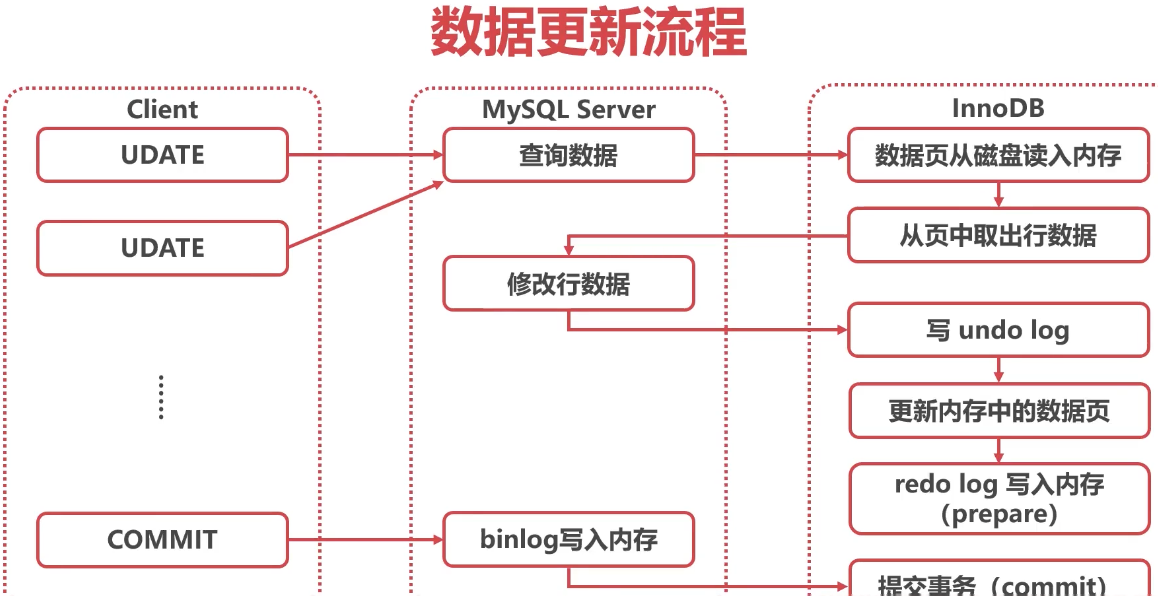 数据更新流程
Client
MySQL Server
InnoDB
UDATE
查询数据
数据页从磁盘读入内存
UDATE
从页中取出行数据
修改行数据
写 undo log
更新内存中的数据页
redo log 写入内存
（prepare）
COMMIT
binlog写入内存
提交事务（commit）